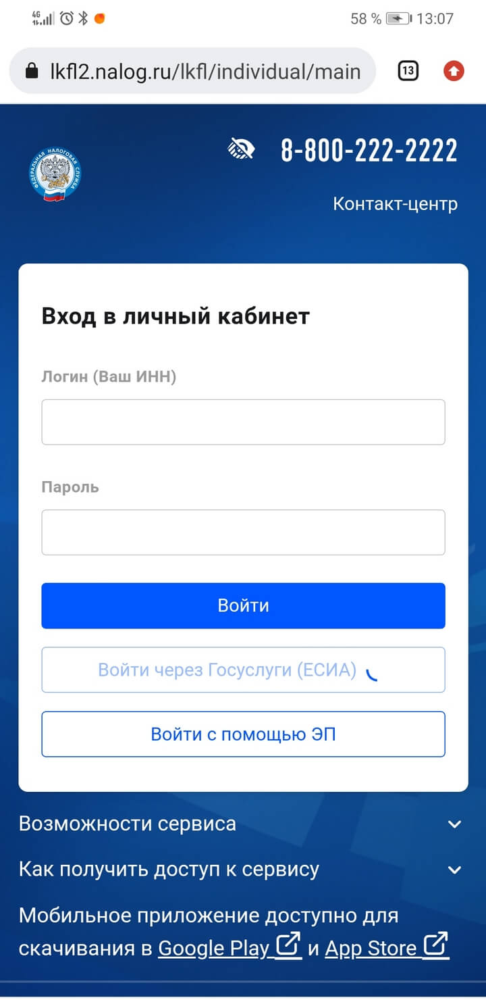 4G 58 % 13:07
lkfl2.nalog.ru/lkfl/individual/main 13
ФЕДЕРАЛЬНАЯ НАЛОГОВАЯ СЛУЖБА
8-800-222-2222
Контакт-центр
Вход в личный кабинет
Логин (Ваш ИНН)
Пароль
Войти
Войти через Госуслуги (ЕСИА)
Войти с помощью ЭП
Возможности сервиса
Как получить доступ к сервису
Мобильное приложение доступно для
скачивания в Google Play и App Store